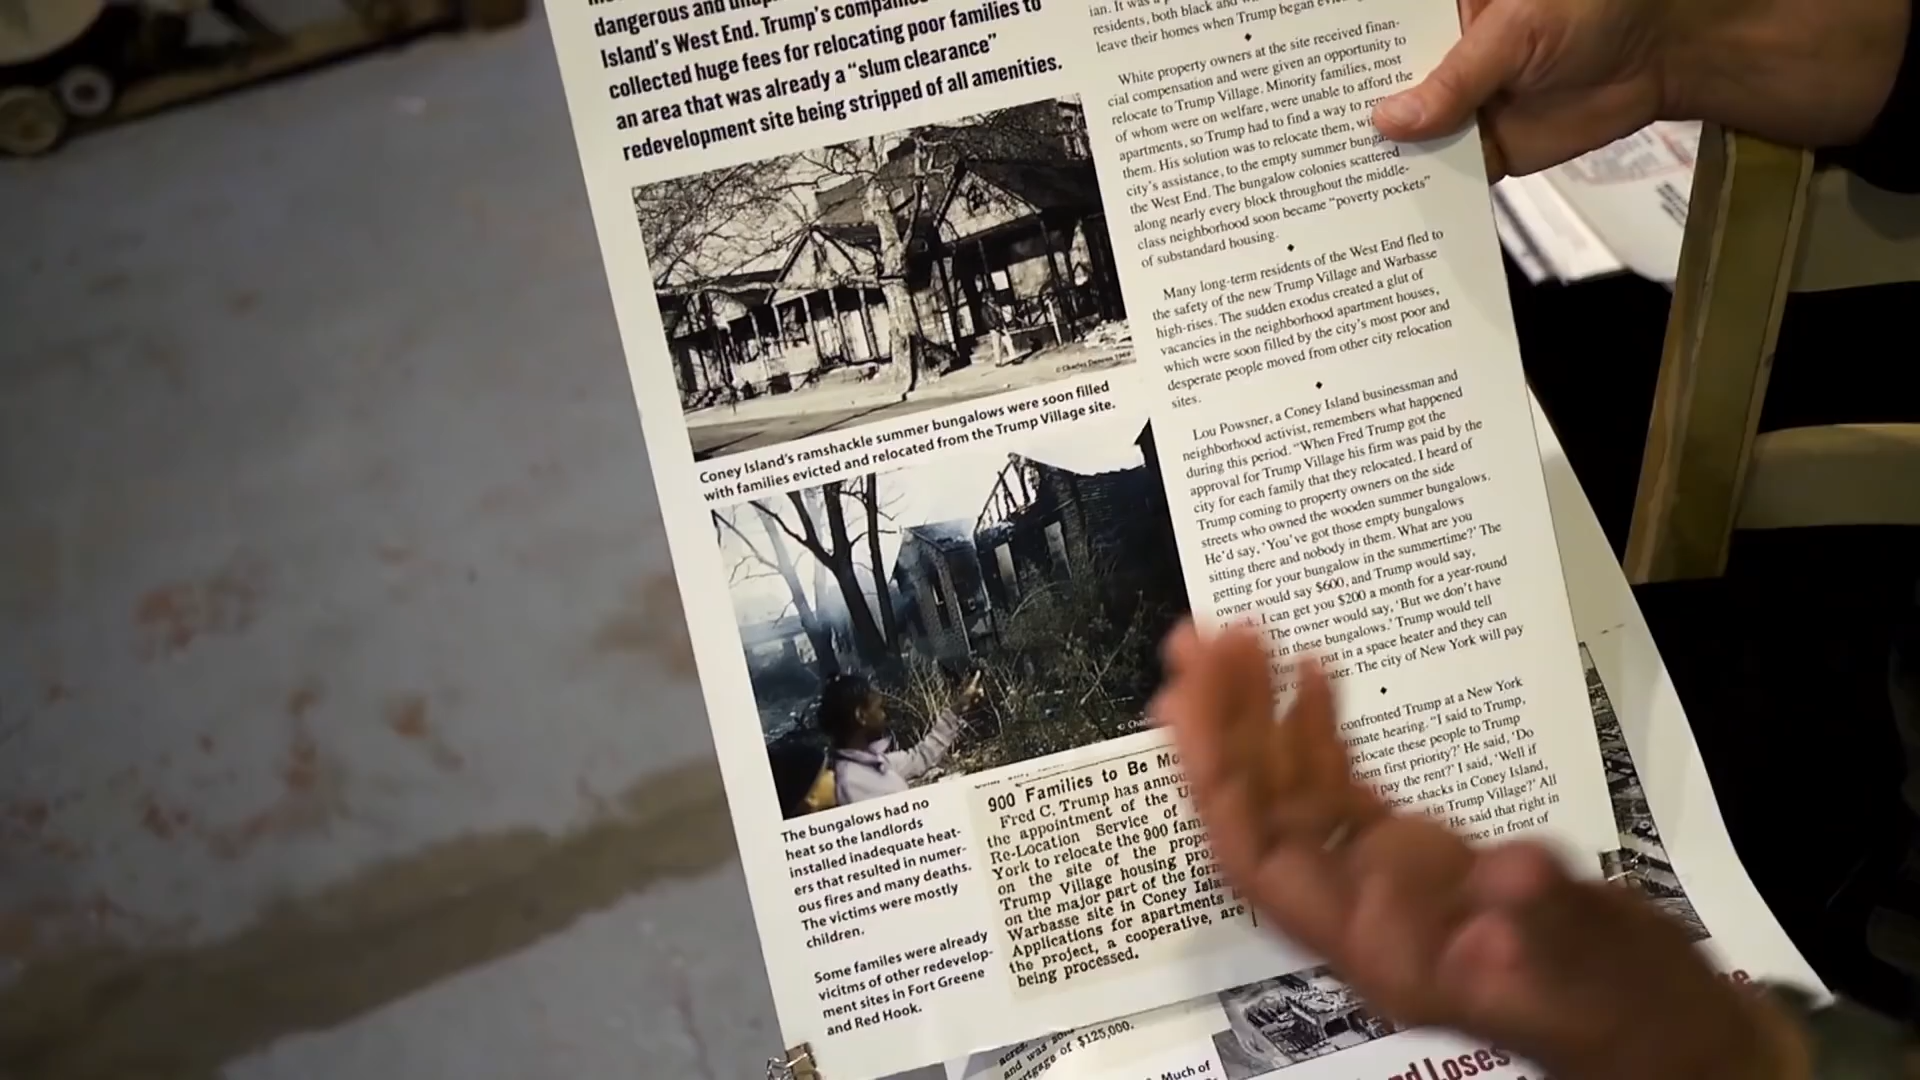 dangerous and
Island's West End. Trump's
collected huge fees for relocating poor families to
an area that was already a “slum clearance”
redevelopment site being stripped of all amenities.
© Charles Denson 1969
Coney Island's ramshackle summer bungalows were soon filled
with families evicted and relocated from the Trump Village site.
The bungalows had no
heat so the landlords
installed inadequate heat-
ers that resulted in numer-
ous fires and many deaths.
The victims were mostly
children.
Some familes were already
vicitms of other redevelop-
ment sites in Fort Greene
and Red Hook.
900 Families to Be
Fred C. Trump has
the appointment of the
Re-Location Service of
York to relocate the 900
on the site of the
Trump Village housing
on the major part of the
Warbasse site in Coney
Applications for apartments
the project, a cooperative, are
being processed.
ian. It was a
residents, both black and
leave their homes when Trump began
White property owners at the site received finan-
cial compensation and were given an opportunity to
relocate to Trump Village. Minority families, most
of whom were on welfare, were unable to afford the
apartments, so Trump had to find a way to
them. His solution was to relocate them,
city's assistance, to the empty summer
the West End. The bungalow colonies scattered
along nearly every block throughout the middle-
class neighborhood soon became “poverty pockets”
of substandard housing.
Many long-term residents of the West End fled to
the safety of the new Trump Village and Warbasse
high-rises. The sudden exodus created a glut of
vacancies in the neighborhood apartment houses,
which were soon filled by the city's most poor and
desperate people moved from other city relocation
sites.
Lou Powsner, a Coney Island businessman and
neighborhood activist, remembers what happened
during this period. “When Fred Trump got the
approval for Trump Village his firm was paid by the
city for each family that they relocated. I heard of
Trump coming to property owners on the side
streets who owned the wooden summer bungalows.
He'd say, ‘You've got those empty bungalows
sitting there and nobody in them. What are you
getting for your bungalow in the summertime?’ The
owner would say $600, and Trump would say,
I can get you $200 a month for a year-round
The owner would say, ‘But we don't have
in these bungalows.’ Trump would tell
put in a space heater and they can
The city of New York will pay
confronted Trump at a New York
hearing. “I said to Trump,
relocate these people to Trump
them first priority?’ He said, ‘Do
pay the rent?’ I said, ‘Well if
shacks in Coney Island,
in Trump Village?’ All
He said that right in
in front of
acres.
and was
of $125,000.
Much of
Loses